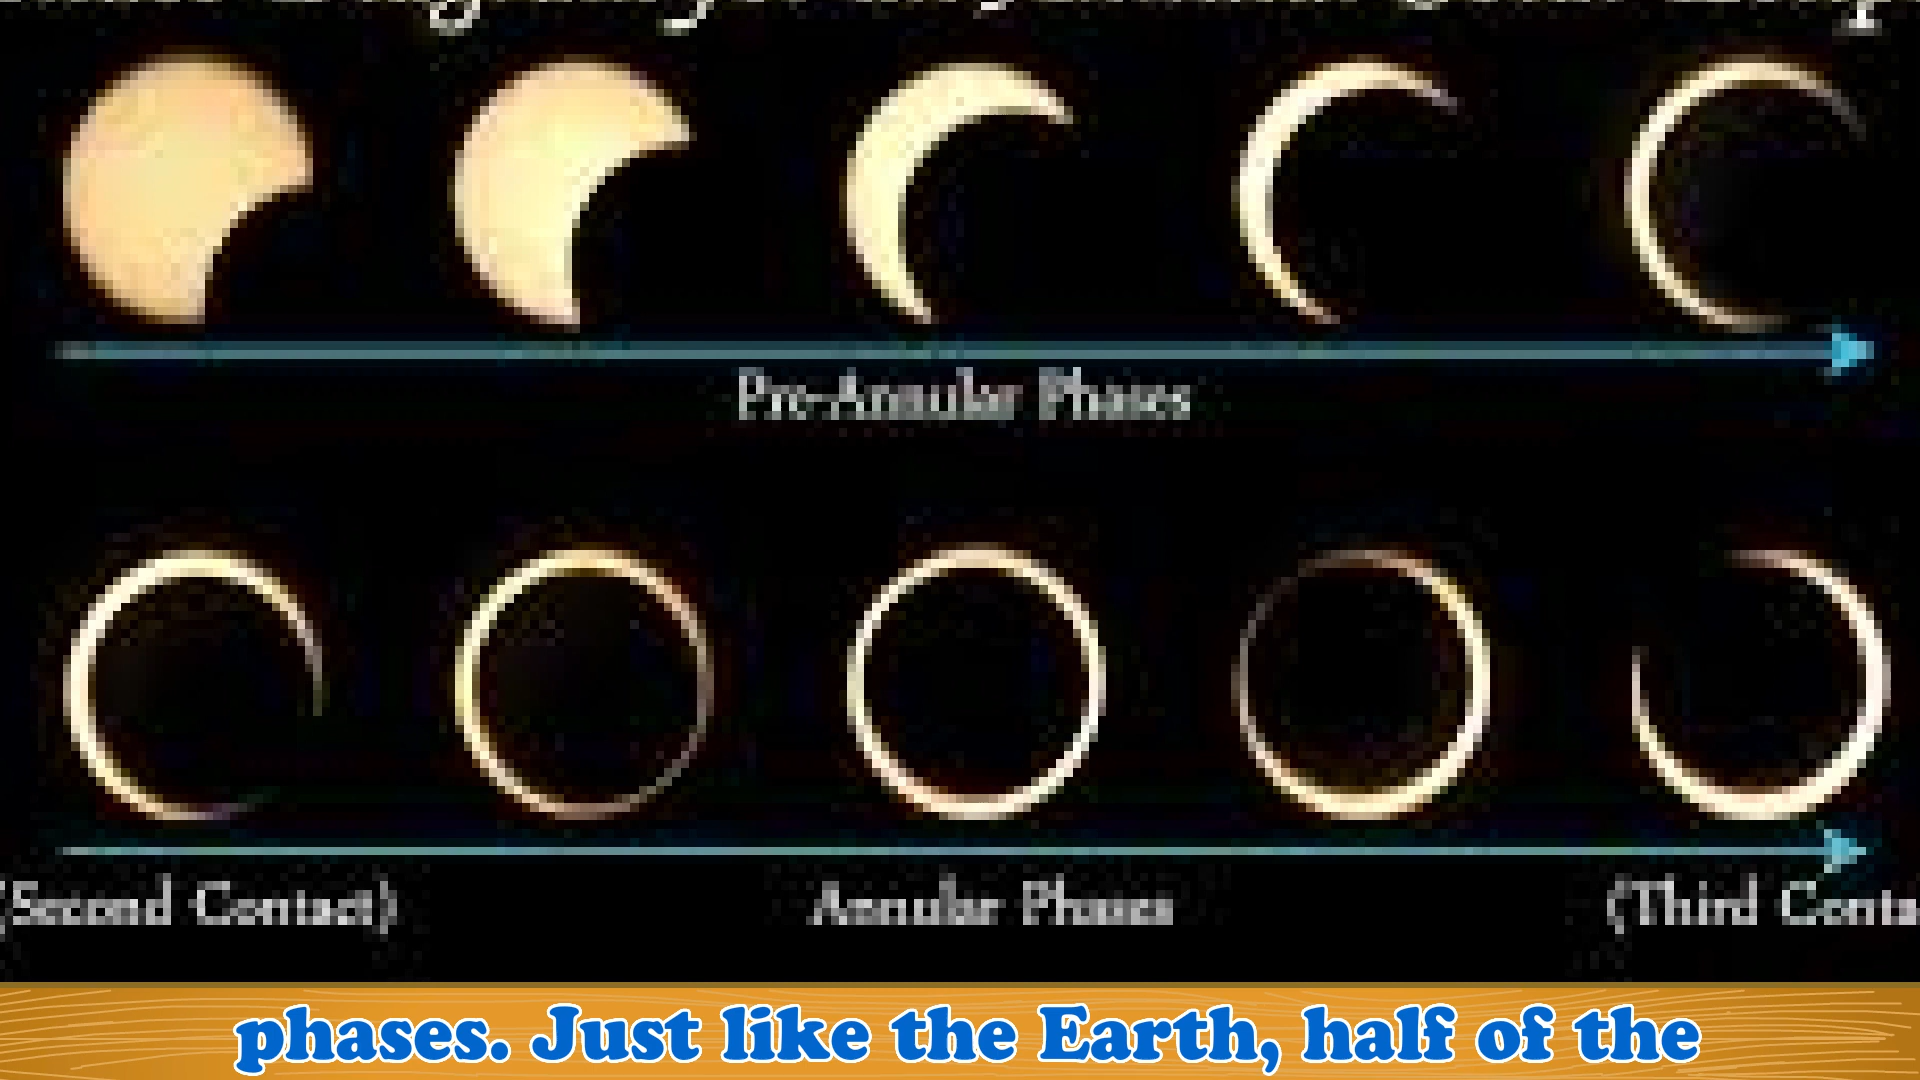 Pre-Annular Phases
(Second Contact) Annular Phases (Third Conta
phases. Just like the Earth, half of the